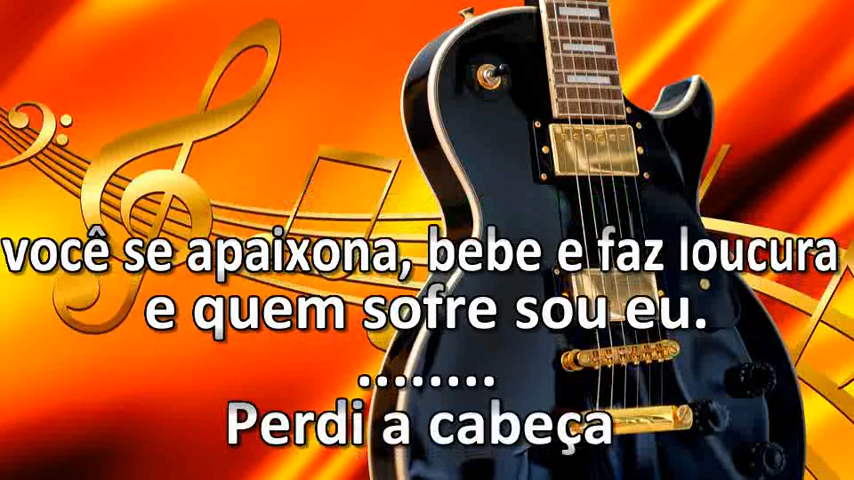 você se apaixona, bebe e faz loucura
e quem sofre sou eu.
........
Perdi a cabeça